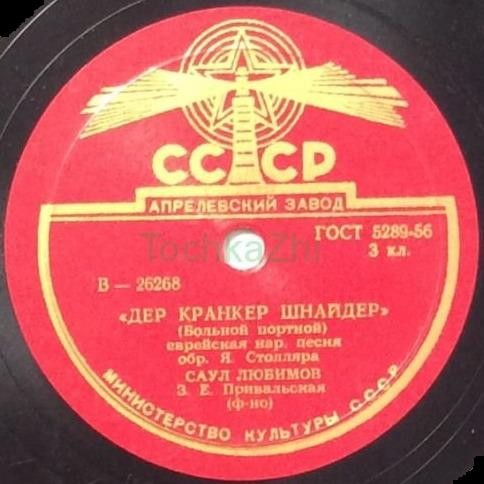 СССР
АПРЕЛЕВСКИЙ ЗАВОД
ГОСТ 5289-56
3 кл.
TochkaZhi
В — 26268
«ДЕР КРАНКЕР ШНАЙДЕР»
(Больной портной)
еврейская нар. песня
обр. Я. Столляра
САУЛ ЛЮБИМОВ
З. Е. Привальская
(ф-но)
МИНИСТЕРСТВО КУЛЬТУРЫ СССР